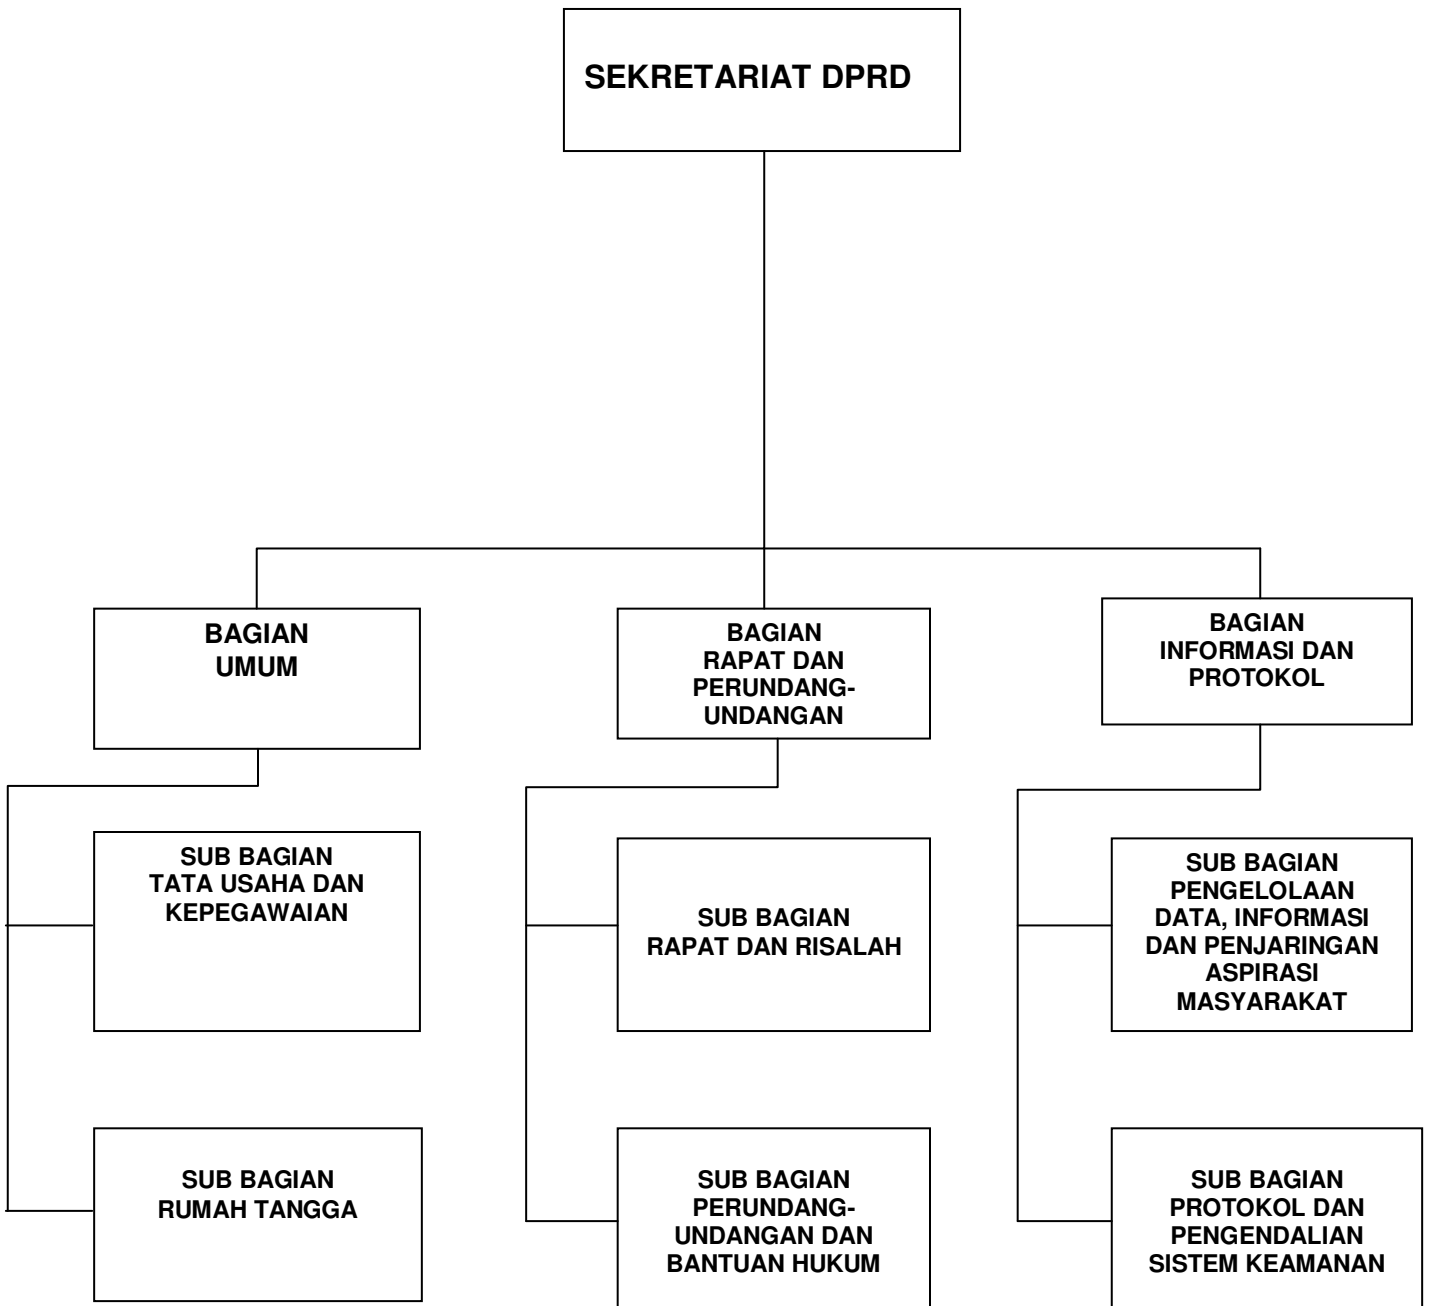 SEKRETARIAT DPRD
BAGIAN
UMUM
BAGIAN
RAPAT DAN
PERUNDANG-
UNDANGAN
BAGIAN
INFORMASI DAN
PROTOKOL
SUB BAGIAN
TATA USAHA DAN
KEPEGAWAIAN
SUB BAGIAN
RAPAT DAN RISALAH
SUB BAGIAN
PENGELOLAAN
DATA, INFORMASI
DAN PENJARINGAN
ASPIRASI
MASYARAKAT
SUB BAGIAN
RUMAH TANGGA
SUB BAGIAN
PERUNDANG-
UNDANGAN DAN
BANTUAN HUKUM
SUB BAGIAN
PROTOKOL DAN
PENGENDALIAN
SISTEM KEAMANAN